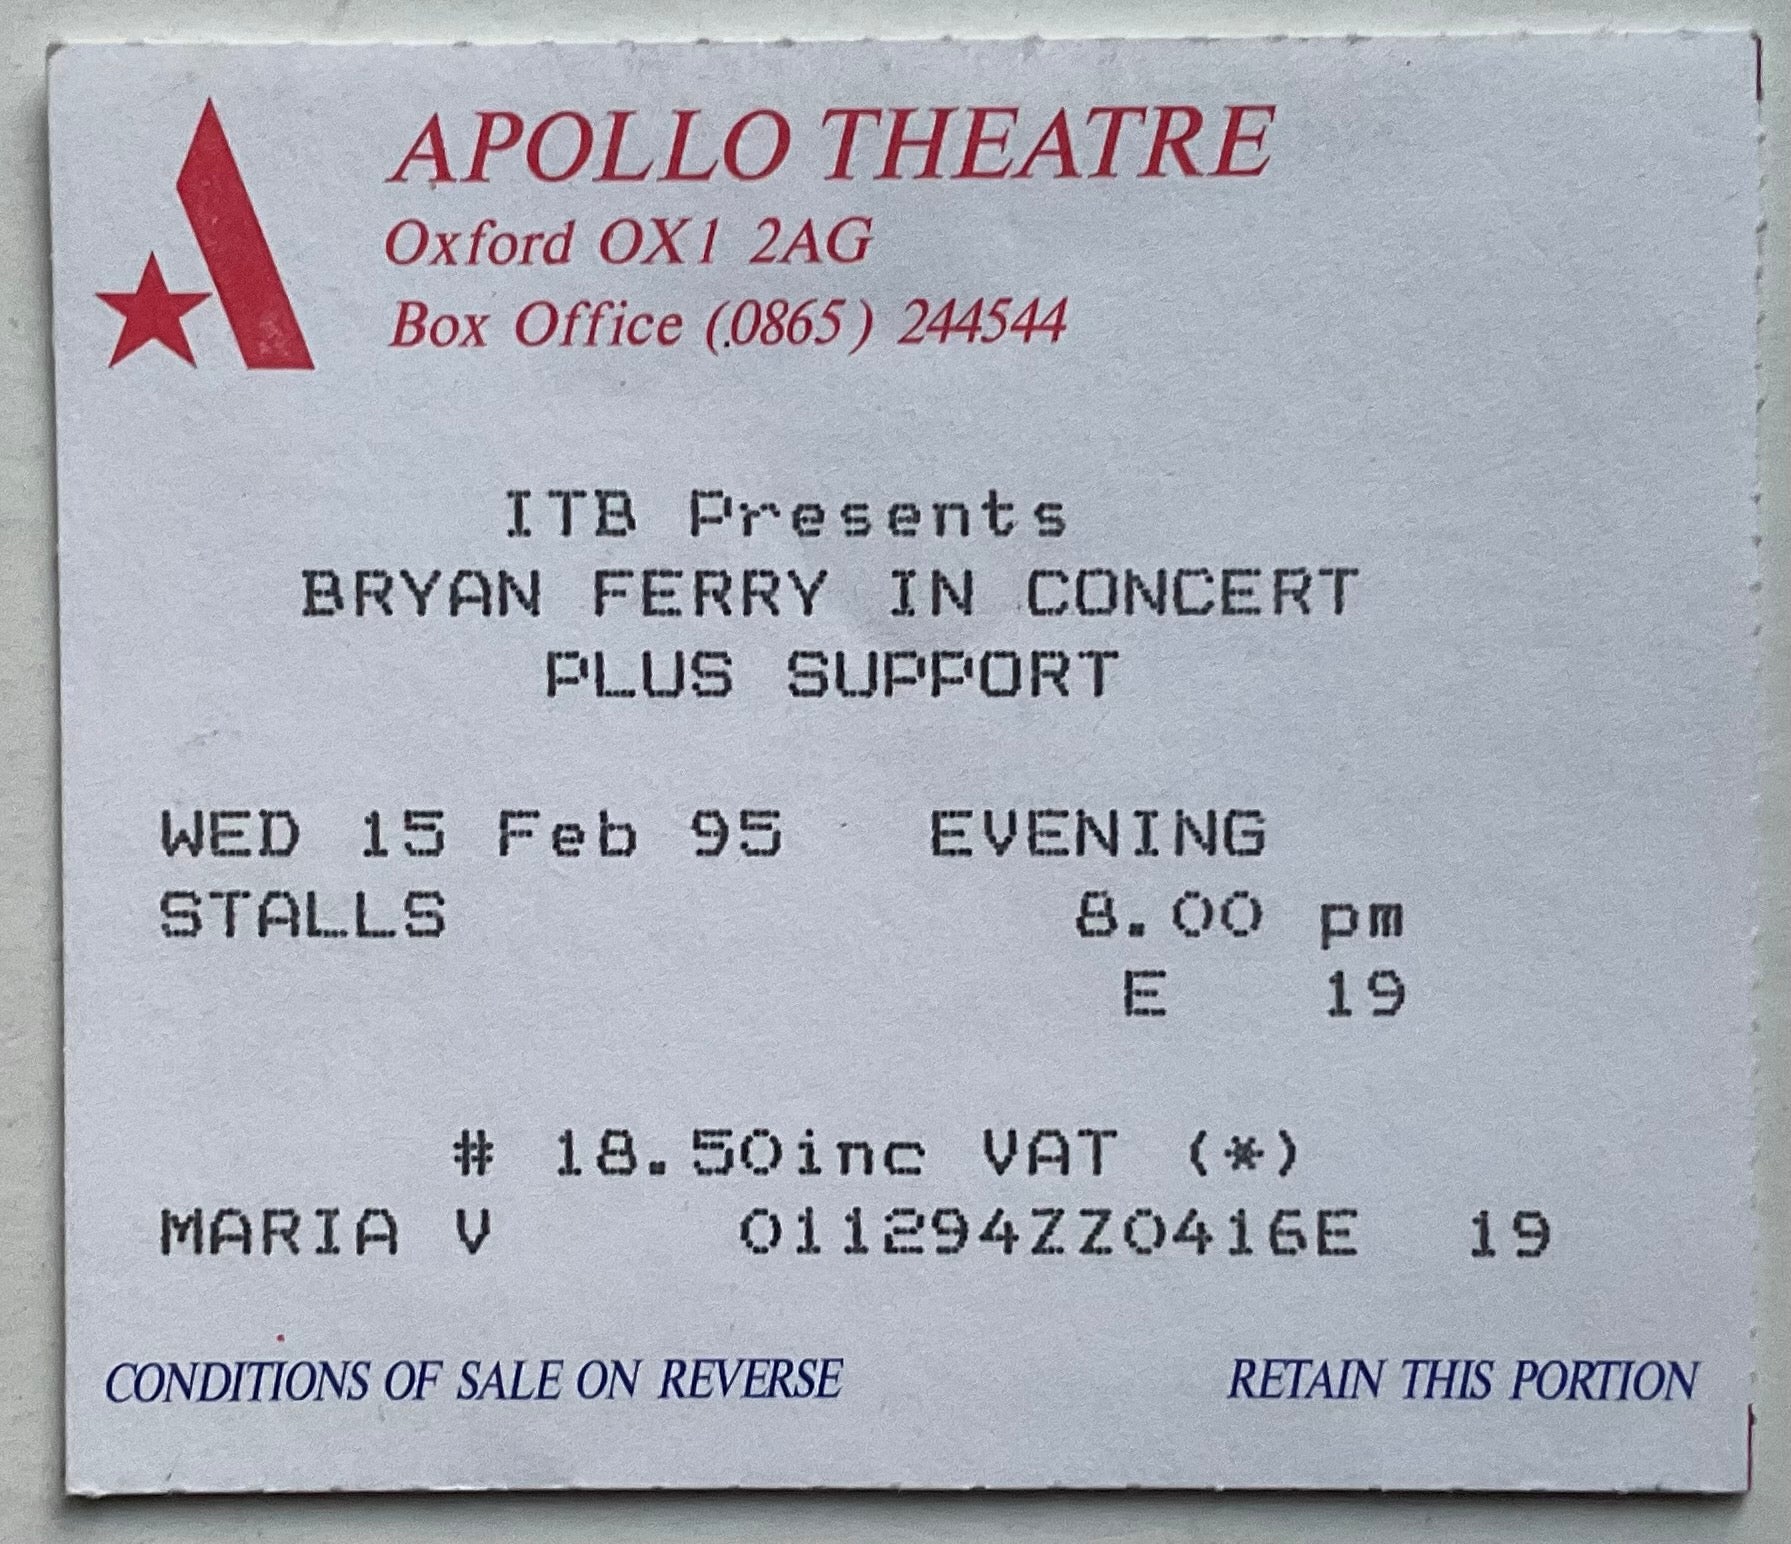 APOLLO THEATRE
Oxford OX1 2AG
Box Office (0865) 244544
ITB Presents
BRYAN FERRY IN CONCERT
PLUS SUPPORT
WED 15 Feb 95 EVENING
STALLS 8.00 pm
E 19
# 18.50inc VAT (*)
MARIA V 011294ZZ0416E 19
CONDITIONS OF SALE ON REVERSE RETAIN THIS PORTION